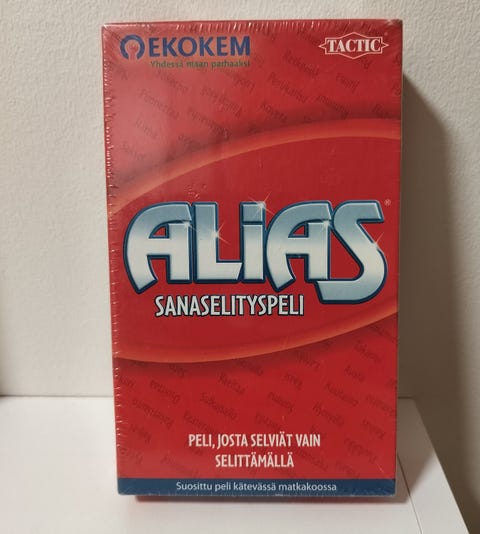 EKOKEM
Yhdessä maan parhaaksi
TACTIC
ALiAS®
SANASELITYSPELI
PELI, JOSTA SELVIÄT VAIN
SELITTÄMÄLLÄ
Suosittu peli kätevässä matkakoossa